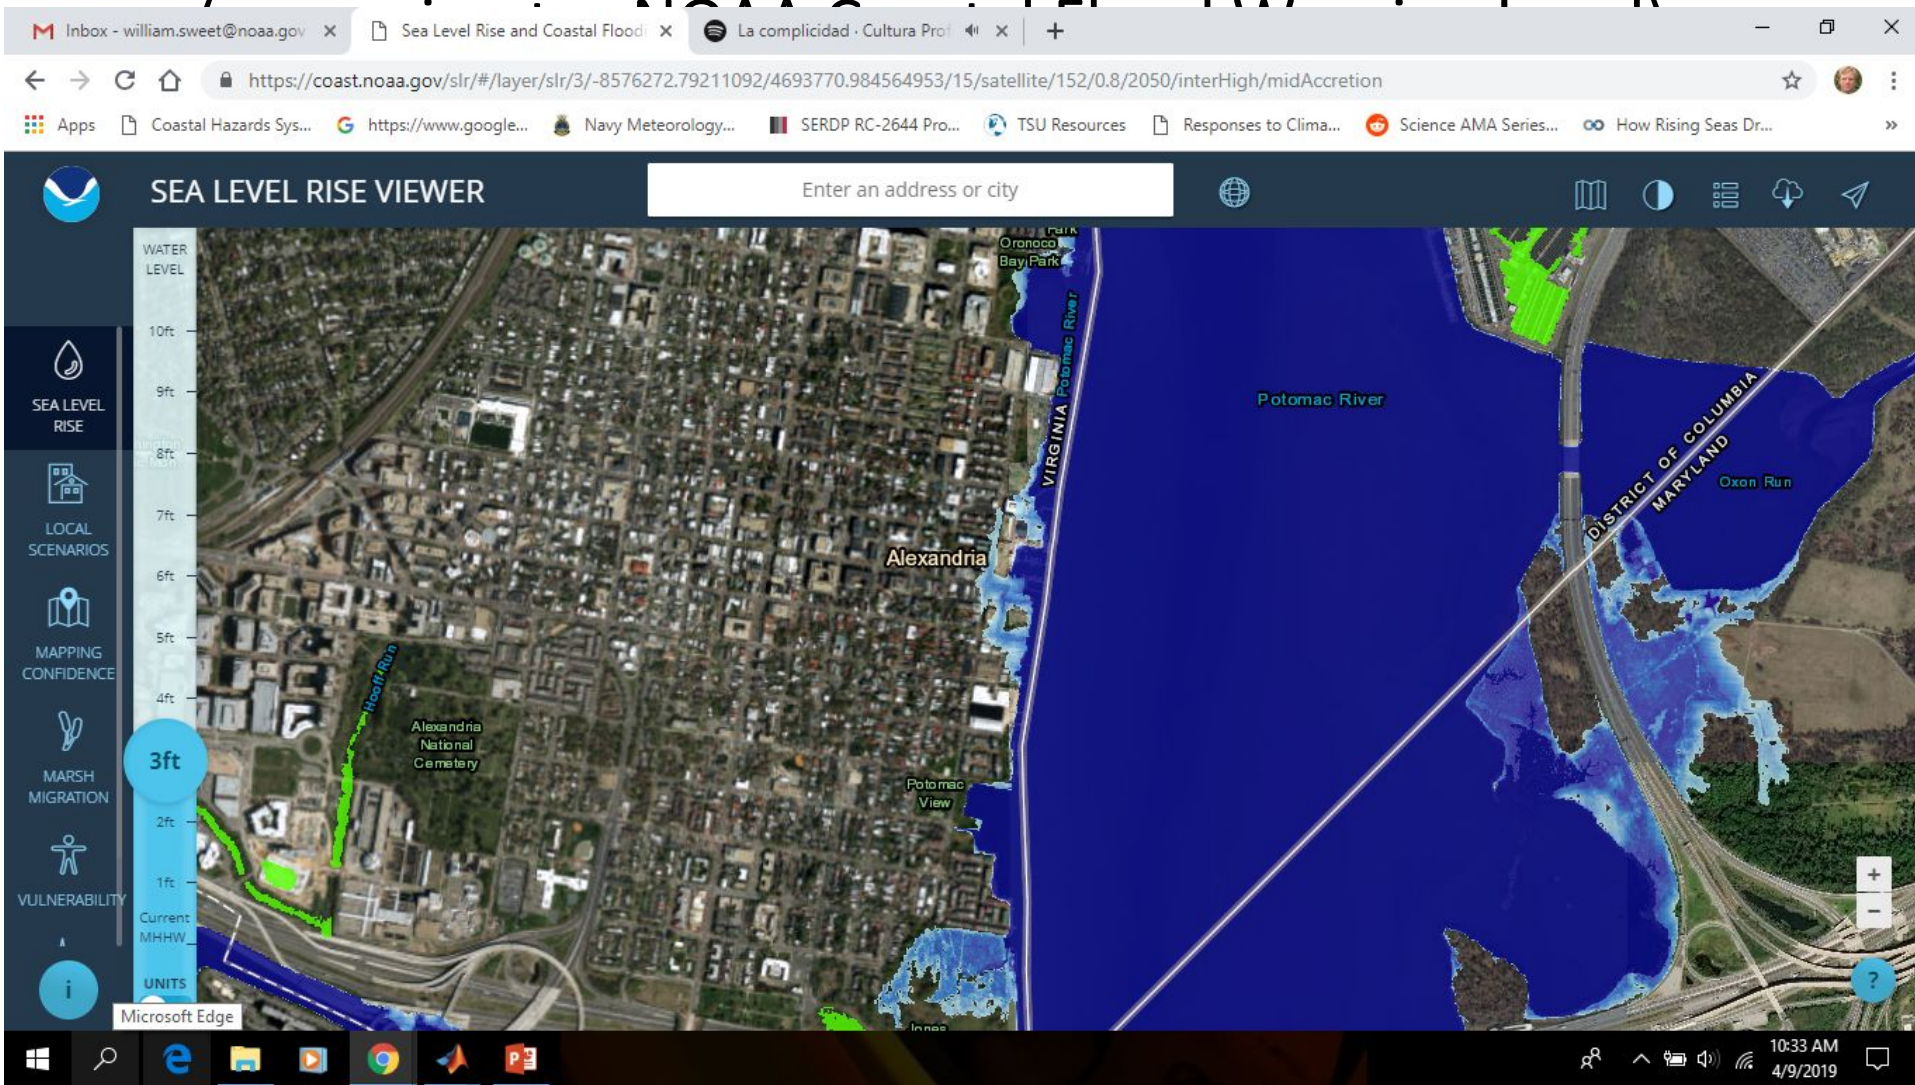 Inbox - william.sweet@noaa.gov
Sea Level Rise and Coastal Flood
La complicidad · Cultura Prof
https://coast.noaa.gov/slr/#/layer/slr/3/-8576272.79211092/4693770.984564953/15/satellite/152/0.8/2050/interHigh/midAccretion
Apps
Coastal Hazards Sys...
https://www.google...
Navy Meteorology...
SERDP RC-2644 Pro...
TSU Resources
Responses to Clima...
Science AMA Series...
How Rising Seas Dr...
»
SEA LEVEL RISE VIEWER
Enter an address or city
WATER
LEVEL
10ft
9ft
8ft
7ft
6ft
5ft
4ft
3ft
2ft
1ft
Current
MHHW
UNITS
SEA LEVEL
RISE
LOCAL
SCENARIOS
MAPPING
CONFIDENCE
MARSH
MIGRATION
VULNERABILITY
i
Microsoft Edge
Park
Oronoco
Bay Park
VIRGINIA Potomac River
Potomac River
DISTRICT OF COLUMBIA
MARYLAND
Oxon Run
Alexandria
Hooff Run
Alexandria
National
Cemetery
Potomac
View
Jones
+
−
?
10:33 AM
4/9/2019